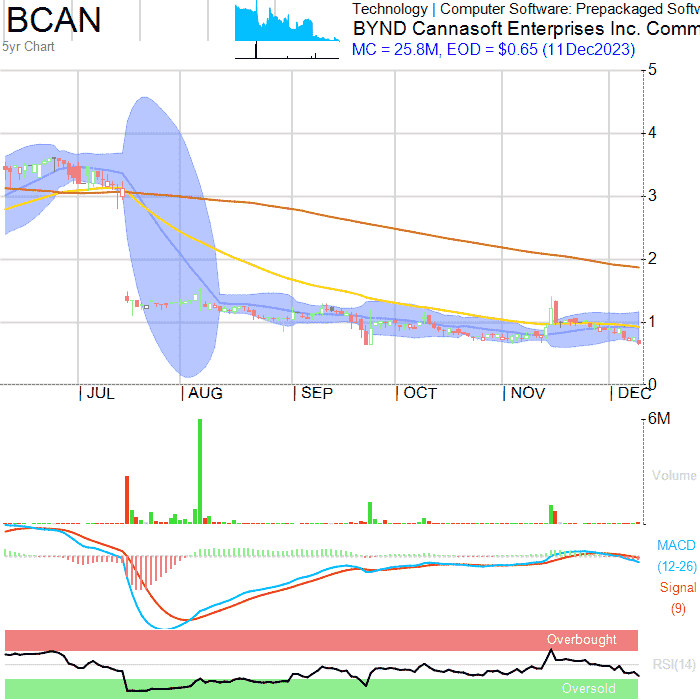 BCAN
5yr Chart
Technology | Computer Software: Prepackaged Softw
BYND Cannasoft Enterprises Inc. Comm
MC = 25.8M, EOD = $0.65 (11Dec2023)
5
4
3
2
1
0
JUL
AUG
SEP
OCT
NOV
DEC
6M
Volume
MACD
(12-26)
Signal
(9)
Overbought
RSI(14)
Oversold